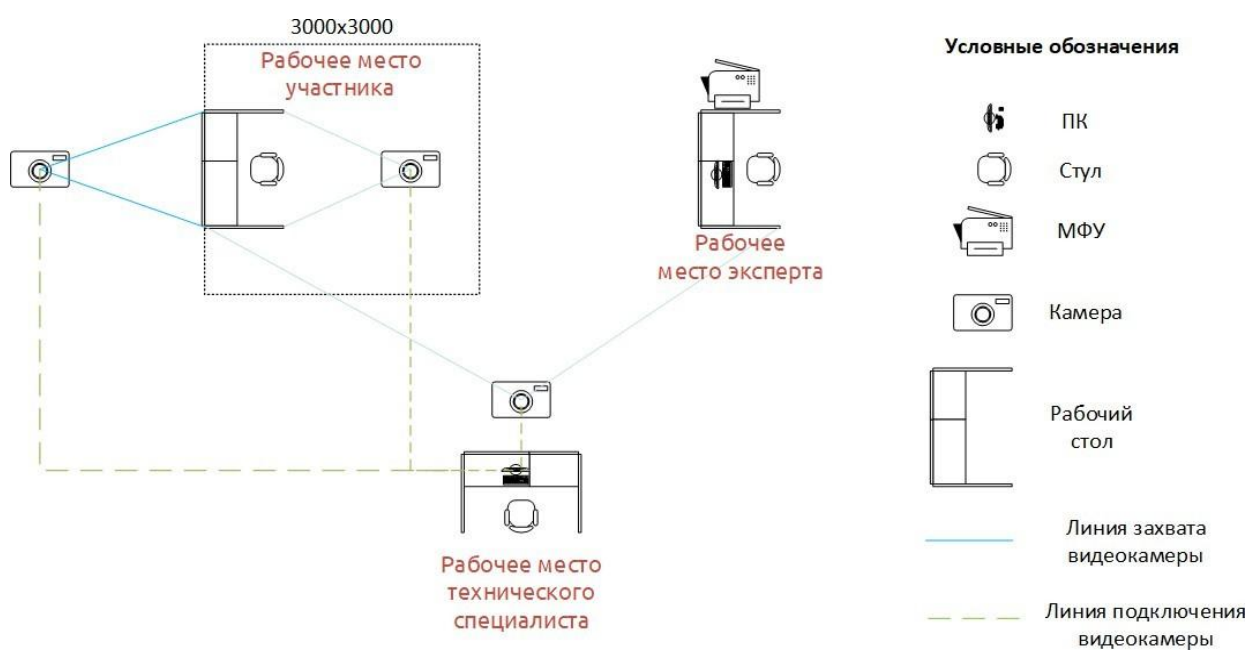 3000x3000
Рабочее место
участника
Рабочее
место эксперта
Рабочее место
технического
специалиста
Условные обозначения
ПК
Стул
МФУ
Камера
Рабочий
стол
Линия захвата
видеокамеры
Линия подключения
видеокамеры